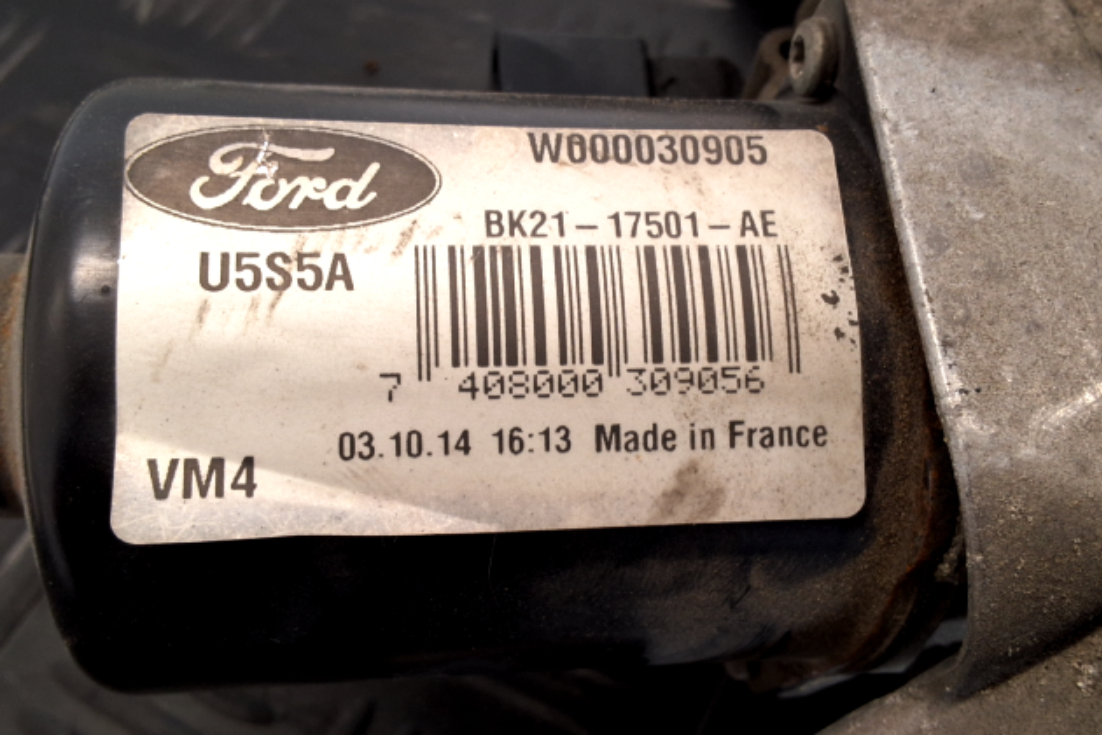 Ford
W000030905
BK21-17501-AE
U5S5A
7 408000 309056
03.10.14 16:13 Made in France
VM4